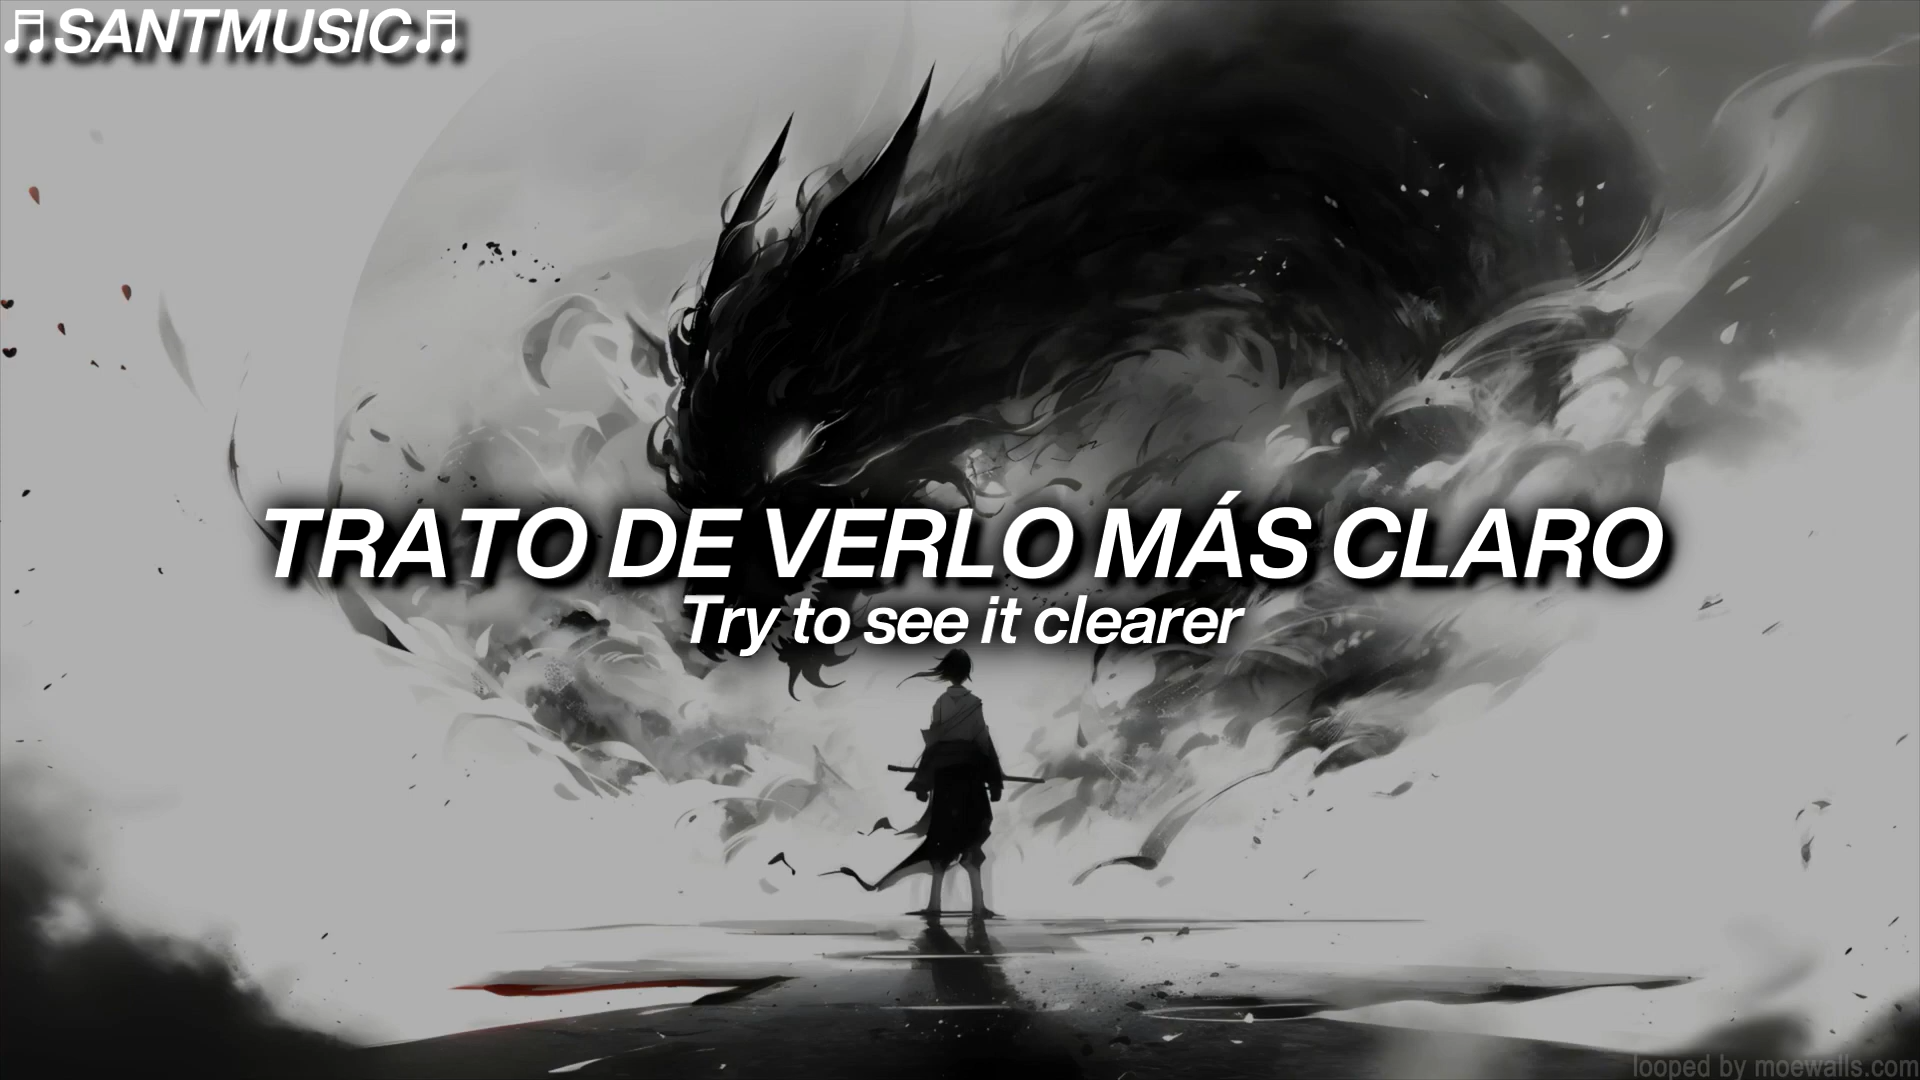 ♫SANTMUSIC♫
TRATO DE VERLO MÁS CLARO
Try to see it clearer
looped by moewalls.com